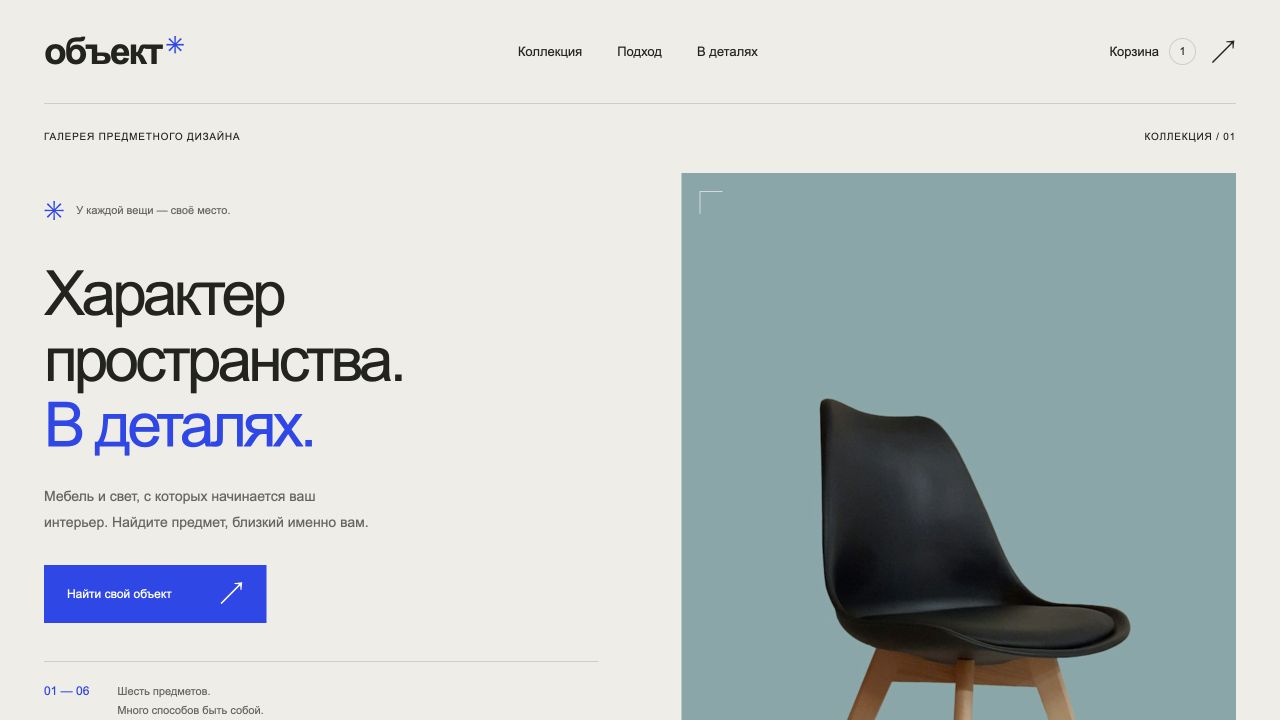 объект
Коллекция
Подход
В деталях
Корзина 1
ГАЛЕРЕЯ ПРЕДМЕТНОГО ДИЗАЙНА
КОЛЛЕКЦИЯ / 01
У каждой вещи — своё место.
Характер
пространства.
В деталях.
Мебель и свет, с которых начинается ваш
интерьер. Найдите предмет, близкий именно вам.
Найти свой объект
01 — 06
Шесть предметов.
Много способов быть собой.